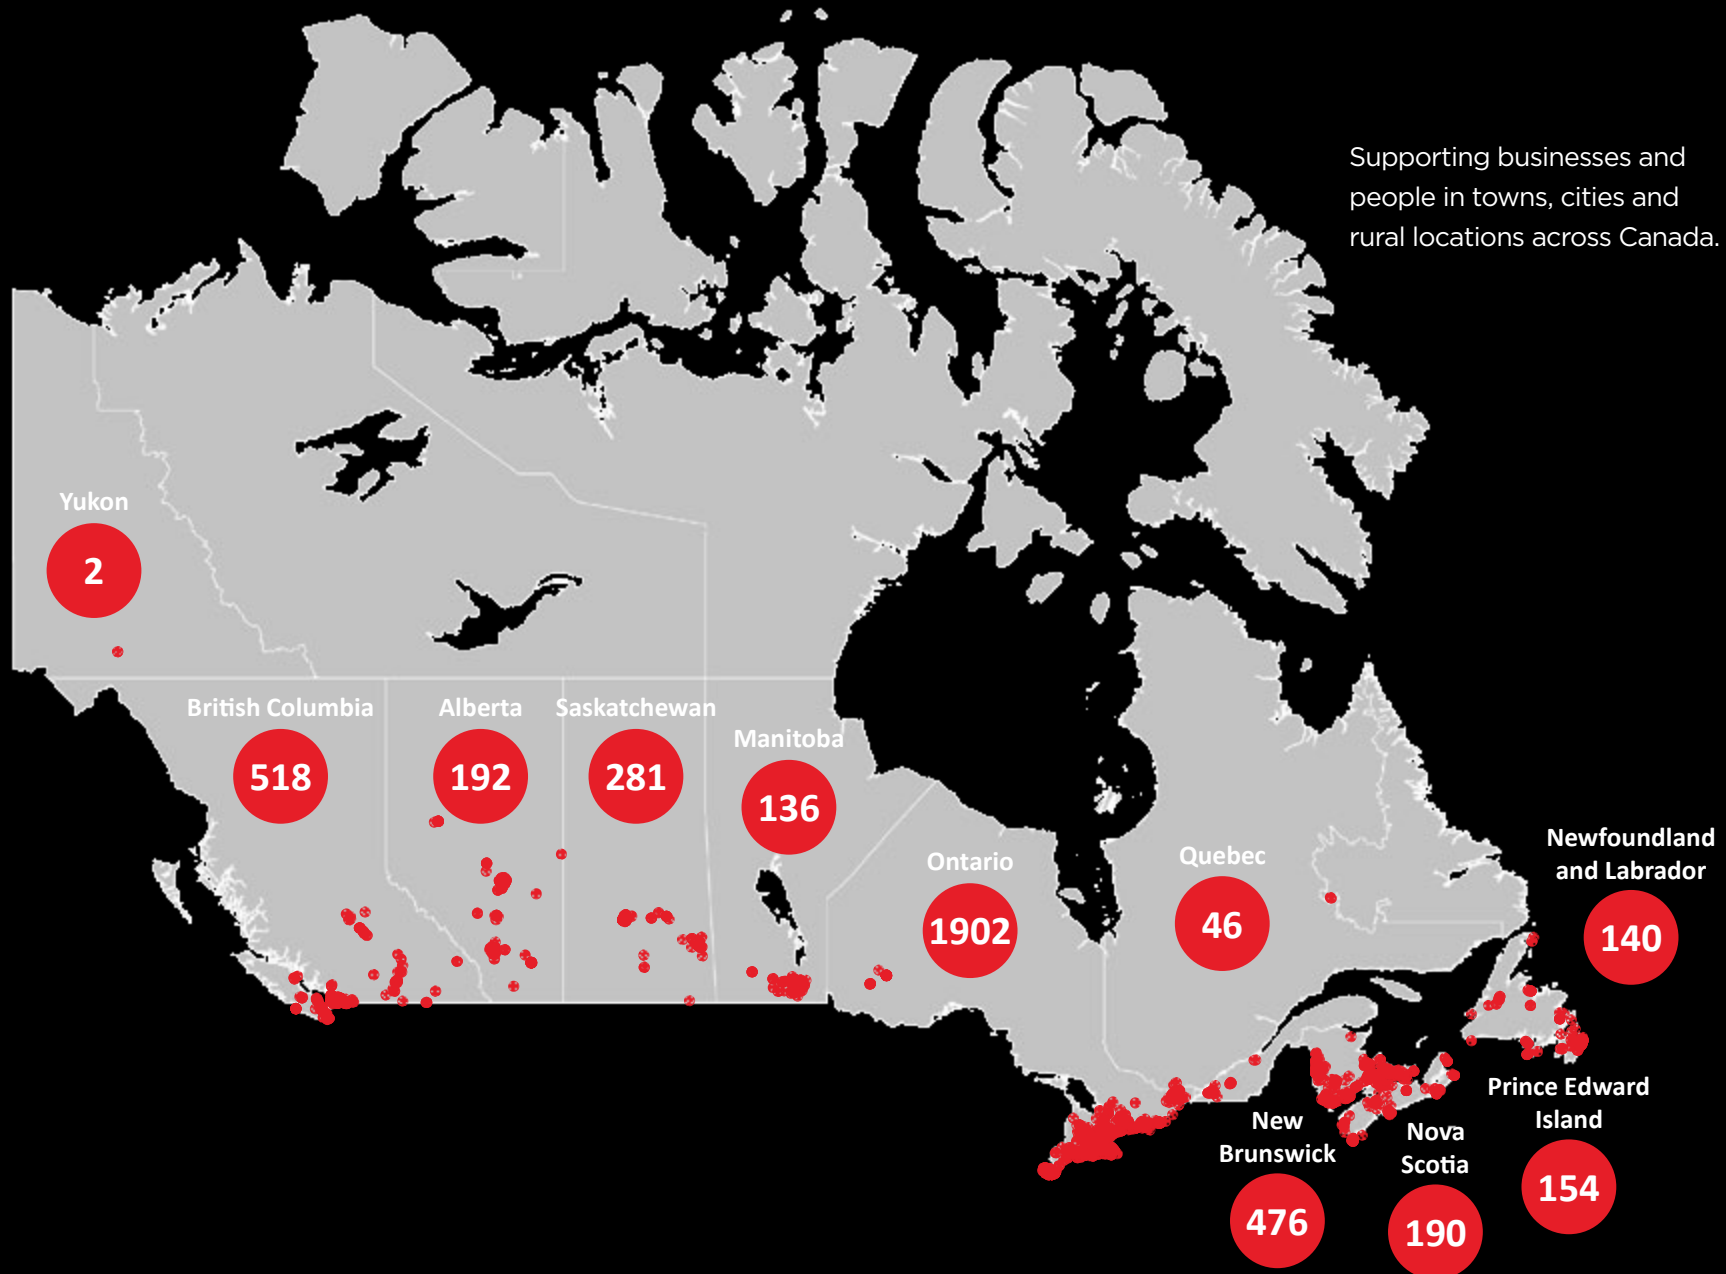 Supporting businesses and
people in towns, cities and
rural locations across Canada.
Yukon
2
British Columbia
518
Alberta
192
Saskatchewan
281
Manitoba
136
Ontario
1902
Quebec
46
Newfoundland
and Labrador
140
New
Brunswick
476
Nova
Scotia
190
Prince Edward
Island
154